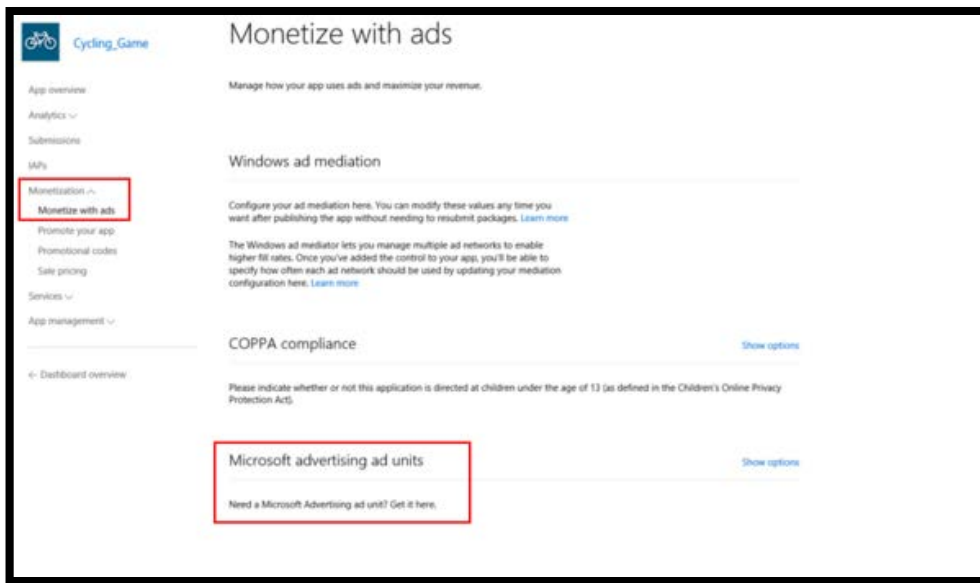 Cycling_Game
App overview
Analytics
Submissions
IAPs
Monetization
Monetize with ads
Promote your app
Promotional codes
Sale pricing
Services
App management
← Dashboard overview
Monetize with ads
Manage how your app uses ads and maximize your revenue.
Windows ad mediation
Configure your ad mediation here. You can modify these values any time you
want after publishing the app without needing to resubmit packages. Learn more
The Windows ad mediator lets you manage multiple ad networks to enable
higher fill rates. Once you've added the control to your app, you'll be able to
specify how often each ad network should be used by updating your mediation
configuration here. Learn more
COPPA compliance
Show options
Please indicate whether or not this application is directed at children under the age of 13 (as defined in the Children's Online Privacy
Protection Act).
Microsoft advertising ad units
Show options
Need a Microsoft Advertising ad unit? Get it here.